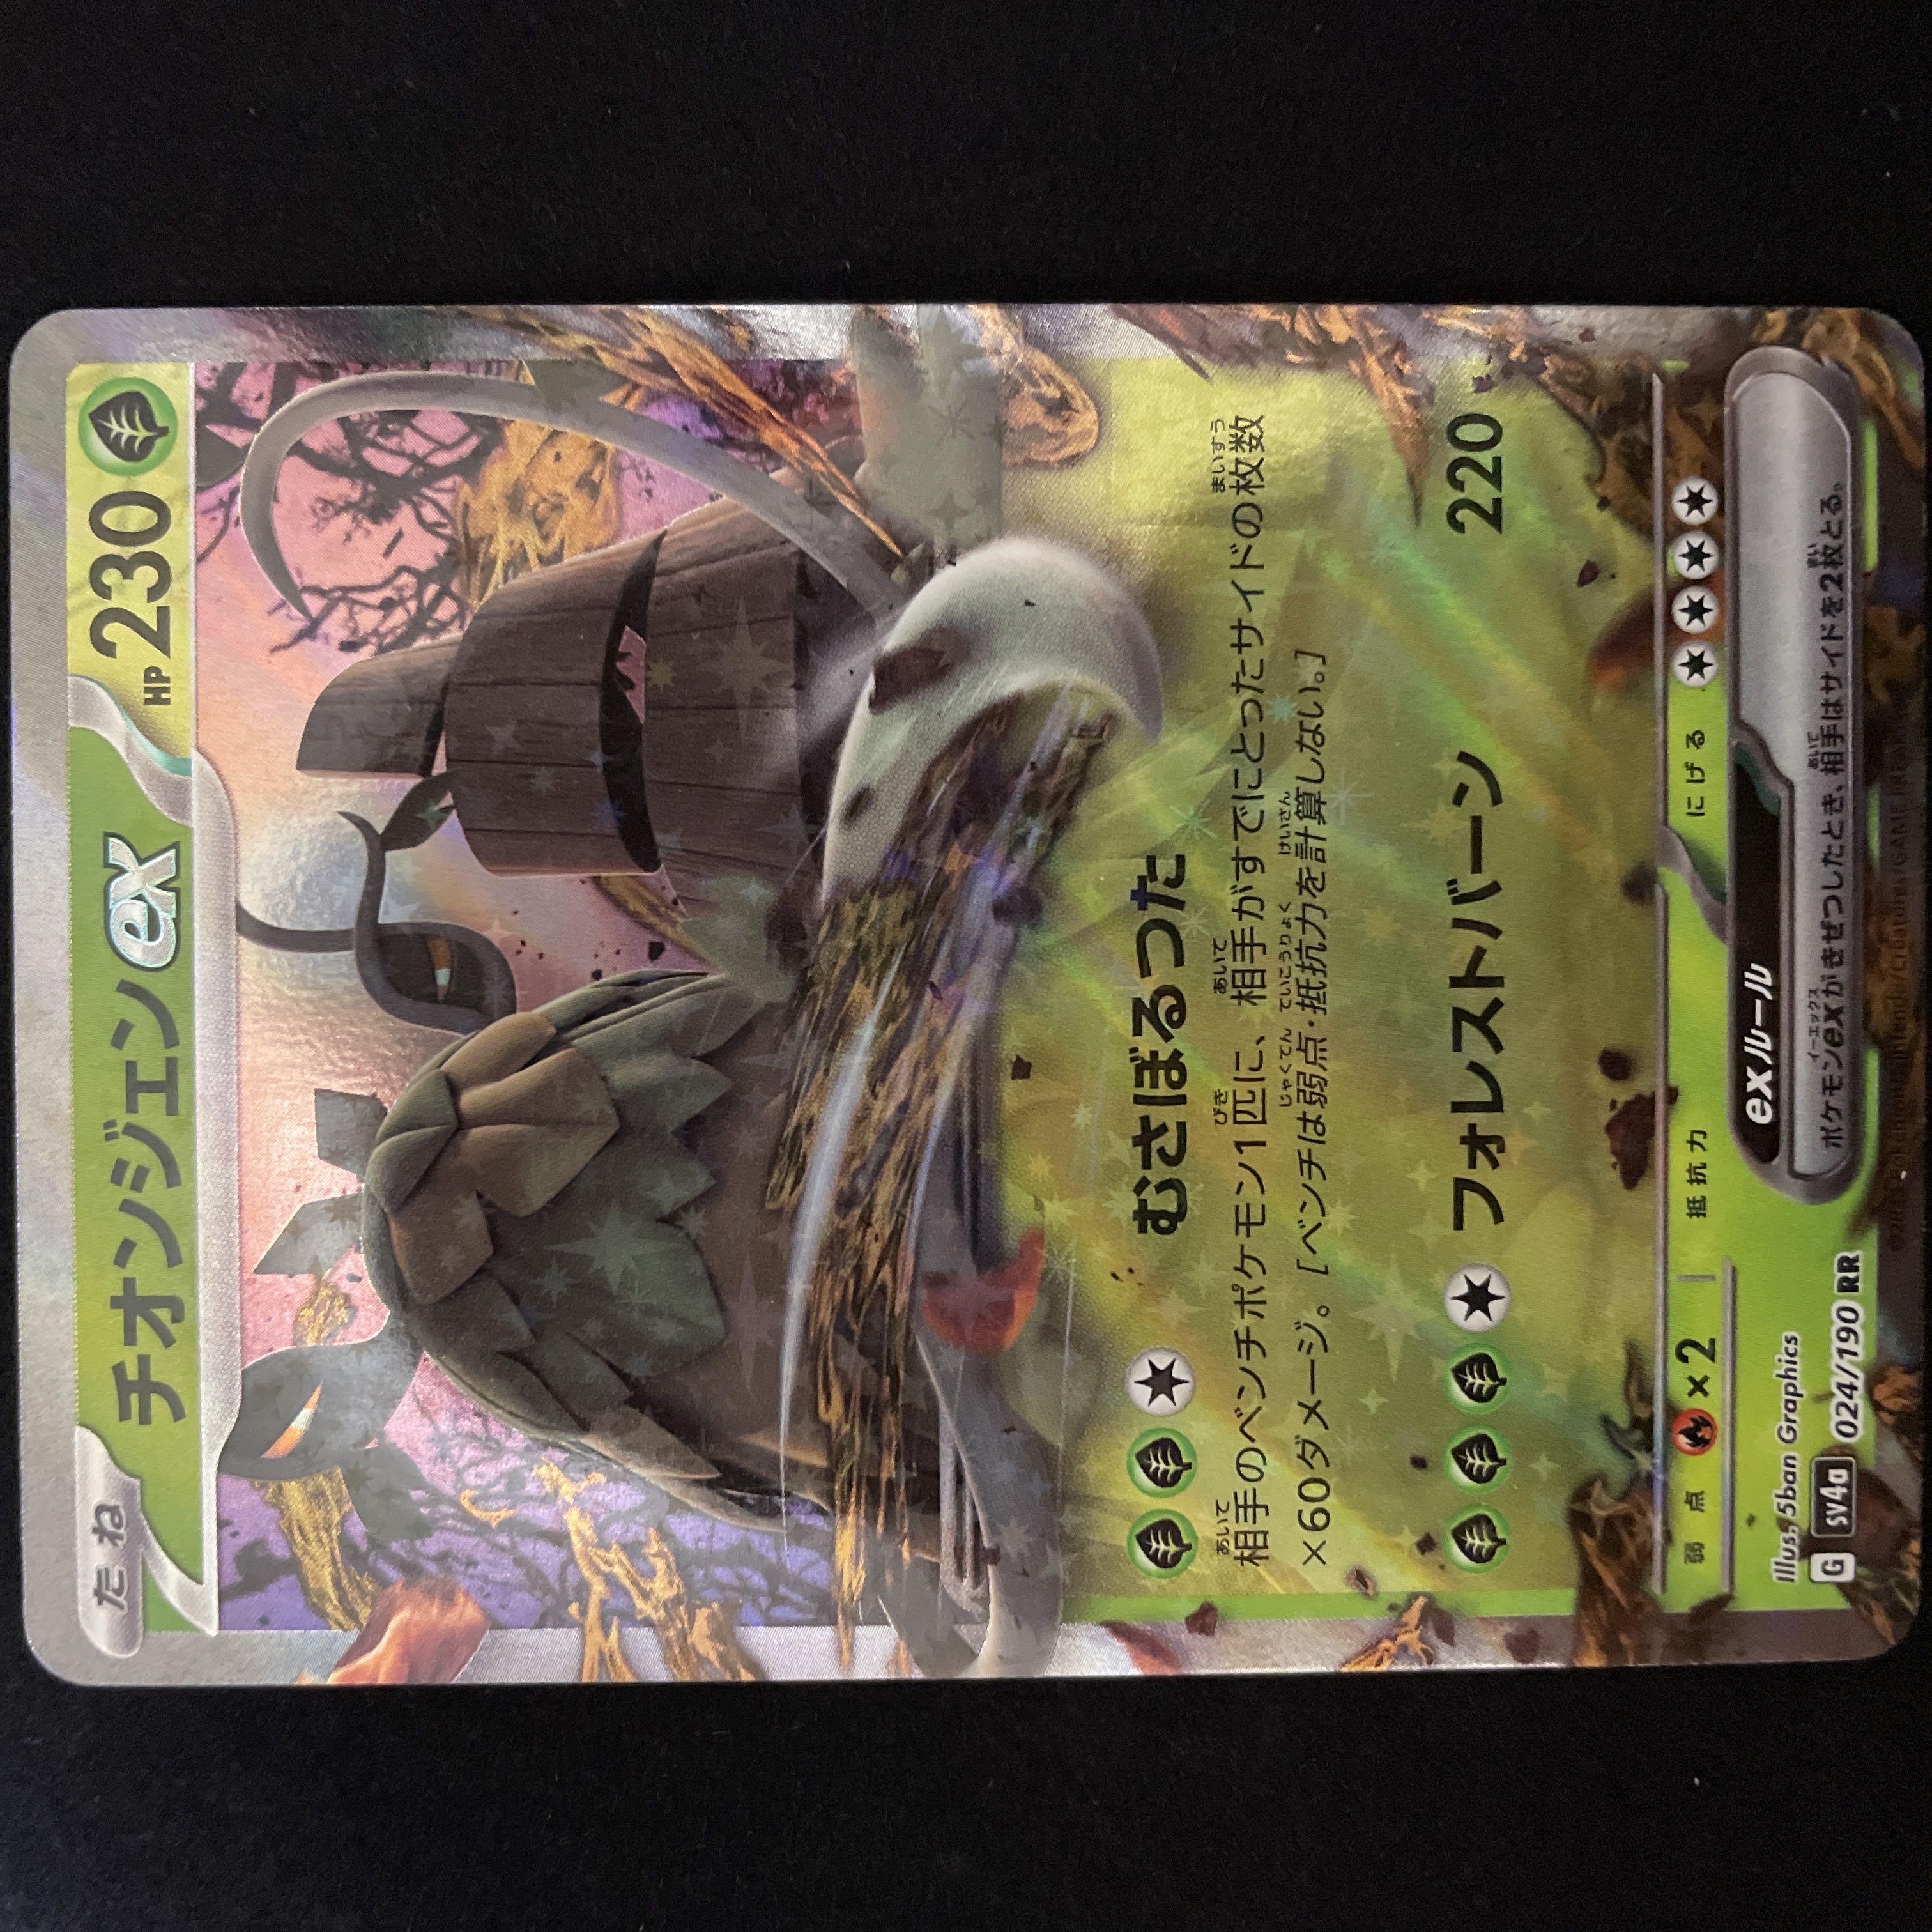 たね
チオンジェンex
HP230
むさぼるつた
相手のベンチポケモン1匹に、相手がすでにとったサイドの枚数
×60ダメージ。[ベンチは弱点・抵抗力を計算しない。]
フォレストバーン 220
弱点 ×2 抵抗力 にげる
exルール
ポケモンexがきぜつしたとき、相手はサイドを2枚とる。
Illus. 5ban Graphics
G sv4a 024/190 RR